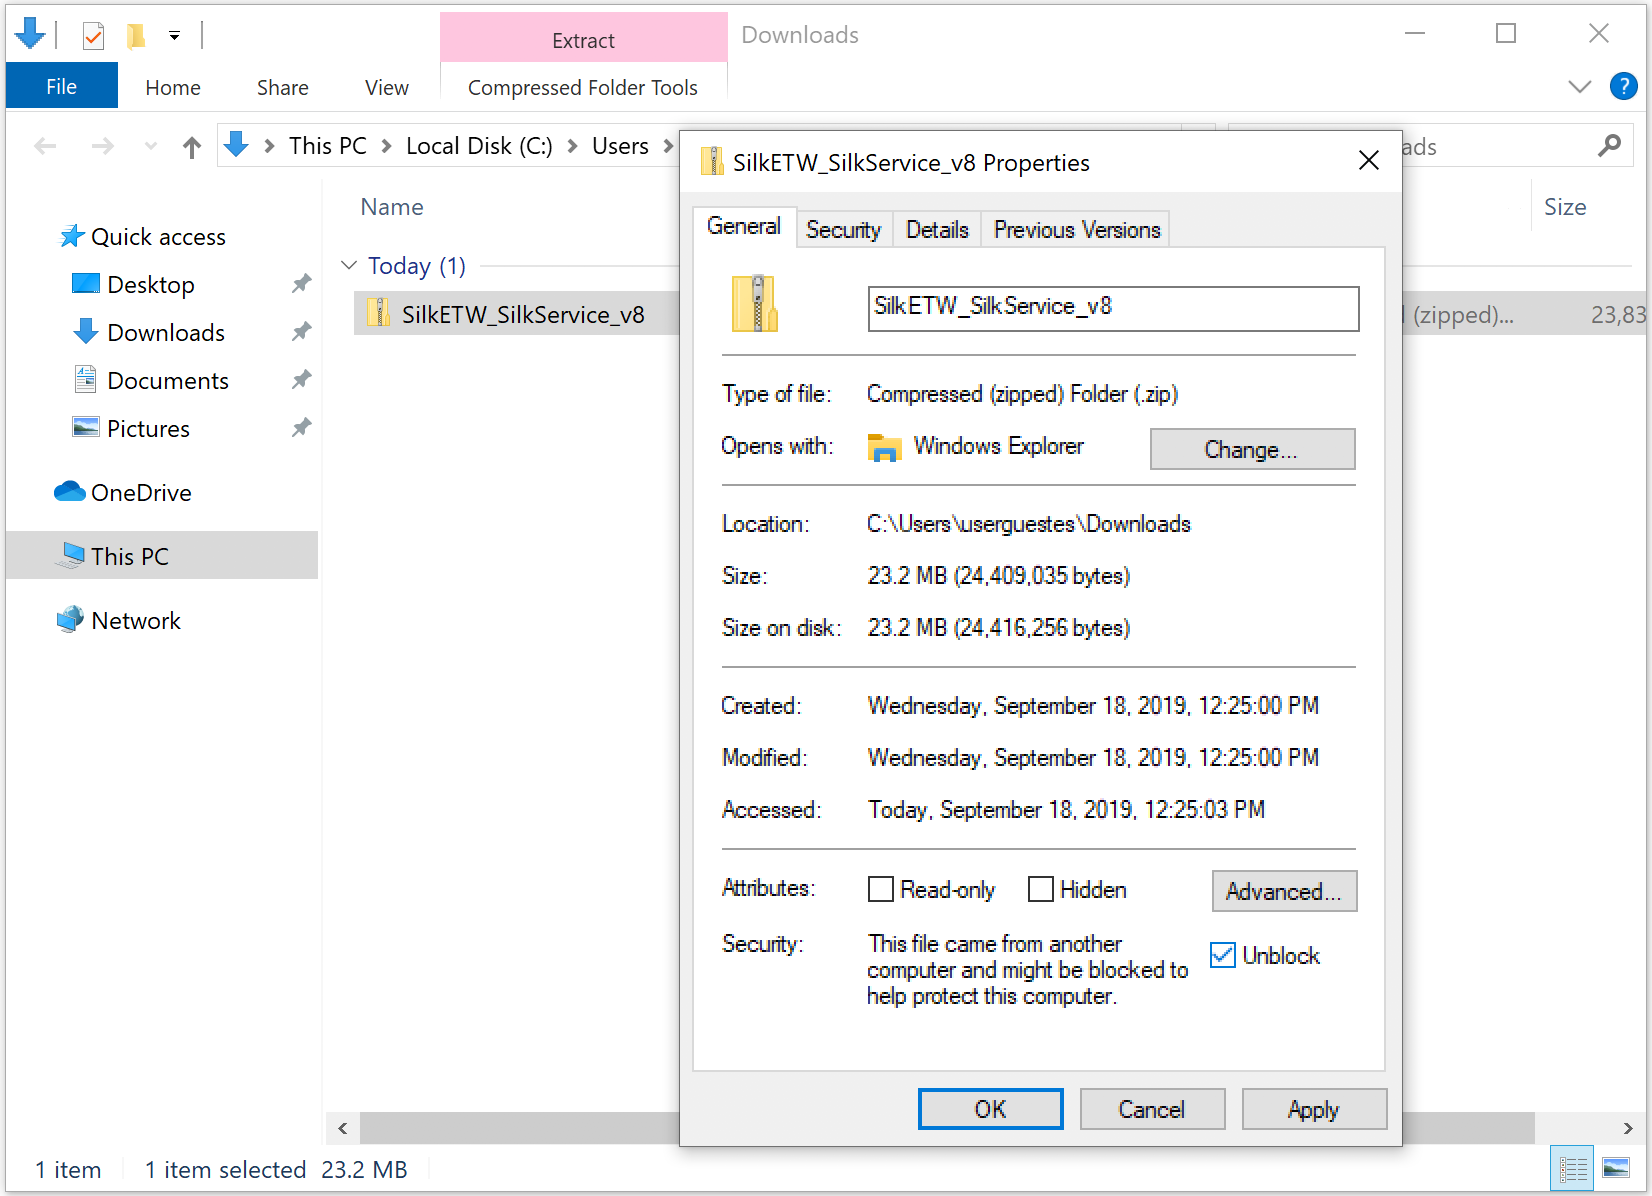 Extract
Downloads
File
Home
Share
View
Compressed Folder Tools
?
This PC
Local Disk (C:)
Users
ads
Name
Size
Quick access
Desktop
Downloads
Documents
Pictures
OneDrive
This PC
Network
Today (1)
SilkETW_SilkService_v8
(zipped)...
23,83
SilkETW_SilkService_v8 Properties
General
Security
Details
Previous Versions
SilkETW_SilkService_v8
Type of file: Compressed (zipped) Folder (.zip)
Opens with: Windows Explorer Change...
Location: C:\Users\userguestes\Downloads
Size: 23.2 MB (24,409,035 bytes)
Size on disk: 23.2 MB (24,416,256 bytes)
Created: Wednesday, September 18, 2019, 12:25:00 PM
Modified: Wednesday, September 18, 2019, 12:25:00 PM
Accessed: Today, September 18, 2019, 12:25:03 PM
Attributes: Read-only Hidden Advanced...
Security: This file came from another
computer and might be blocked to
help protect this computer.
Unblock
OK
Cancel
Apply
1 item
1 item selected 23.2 MB